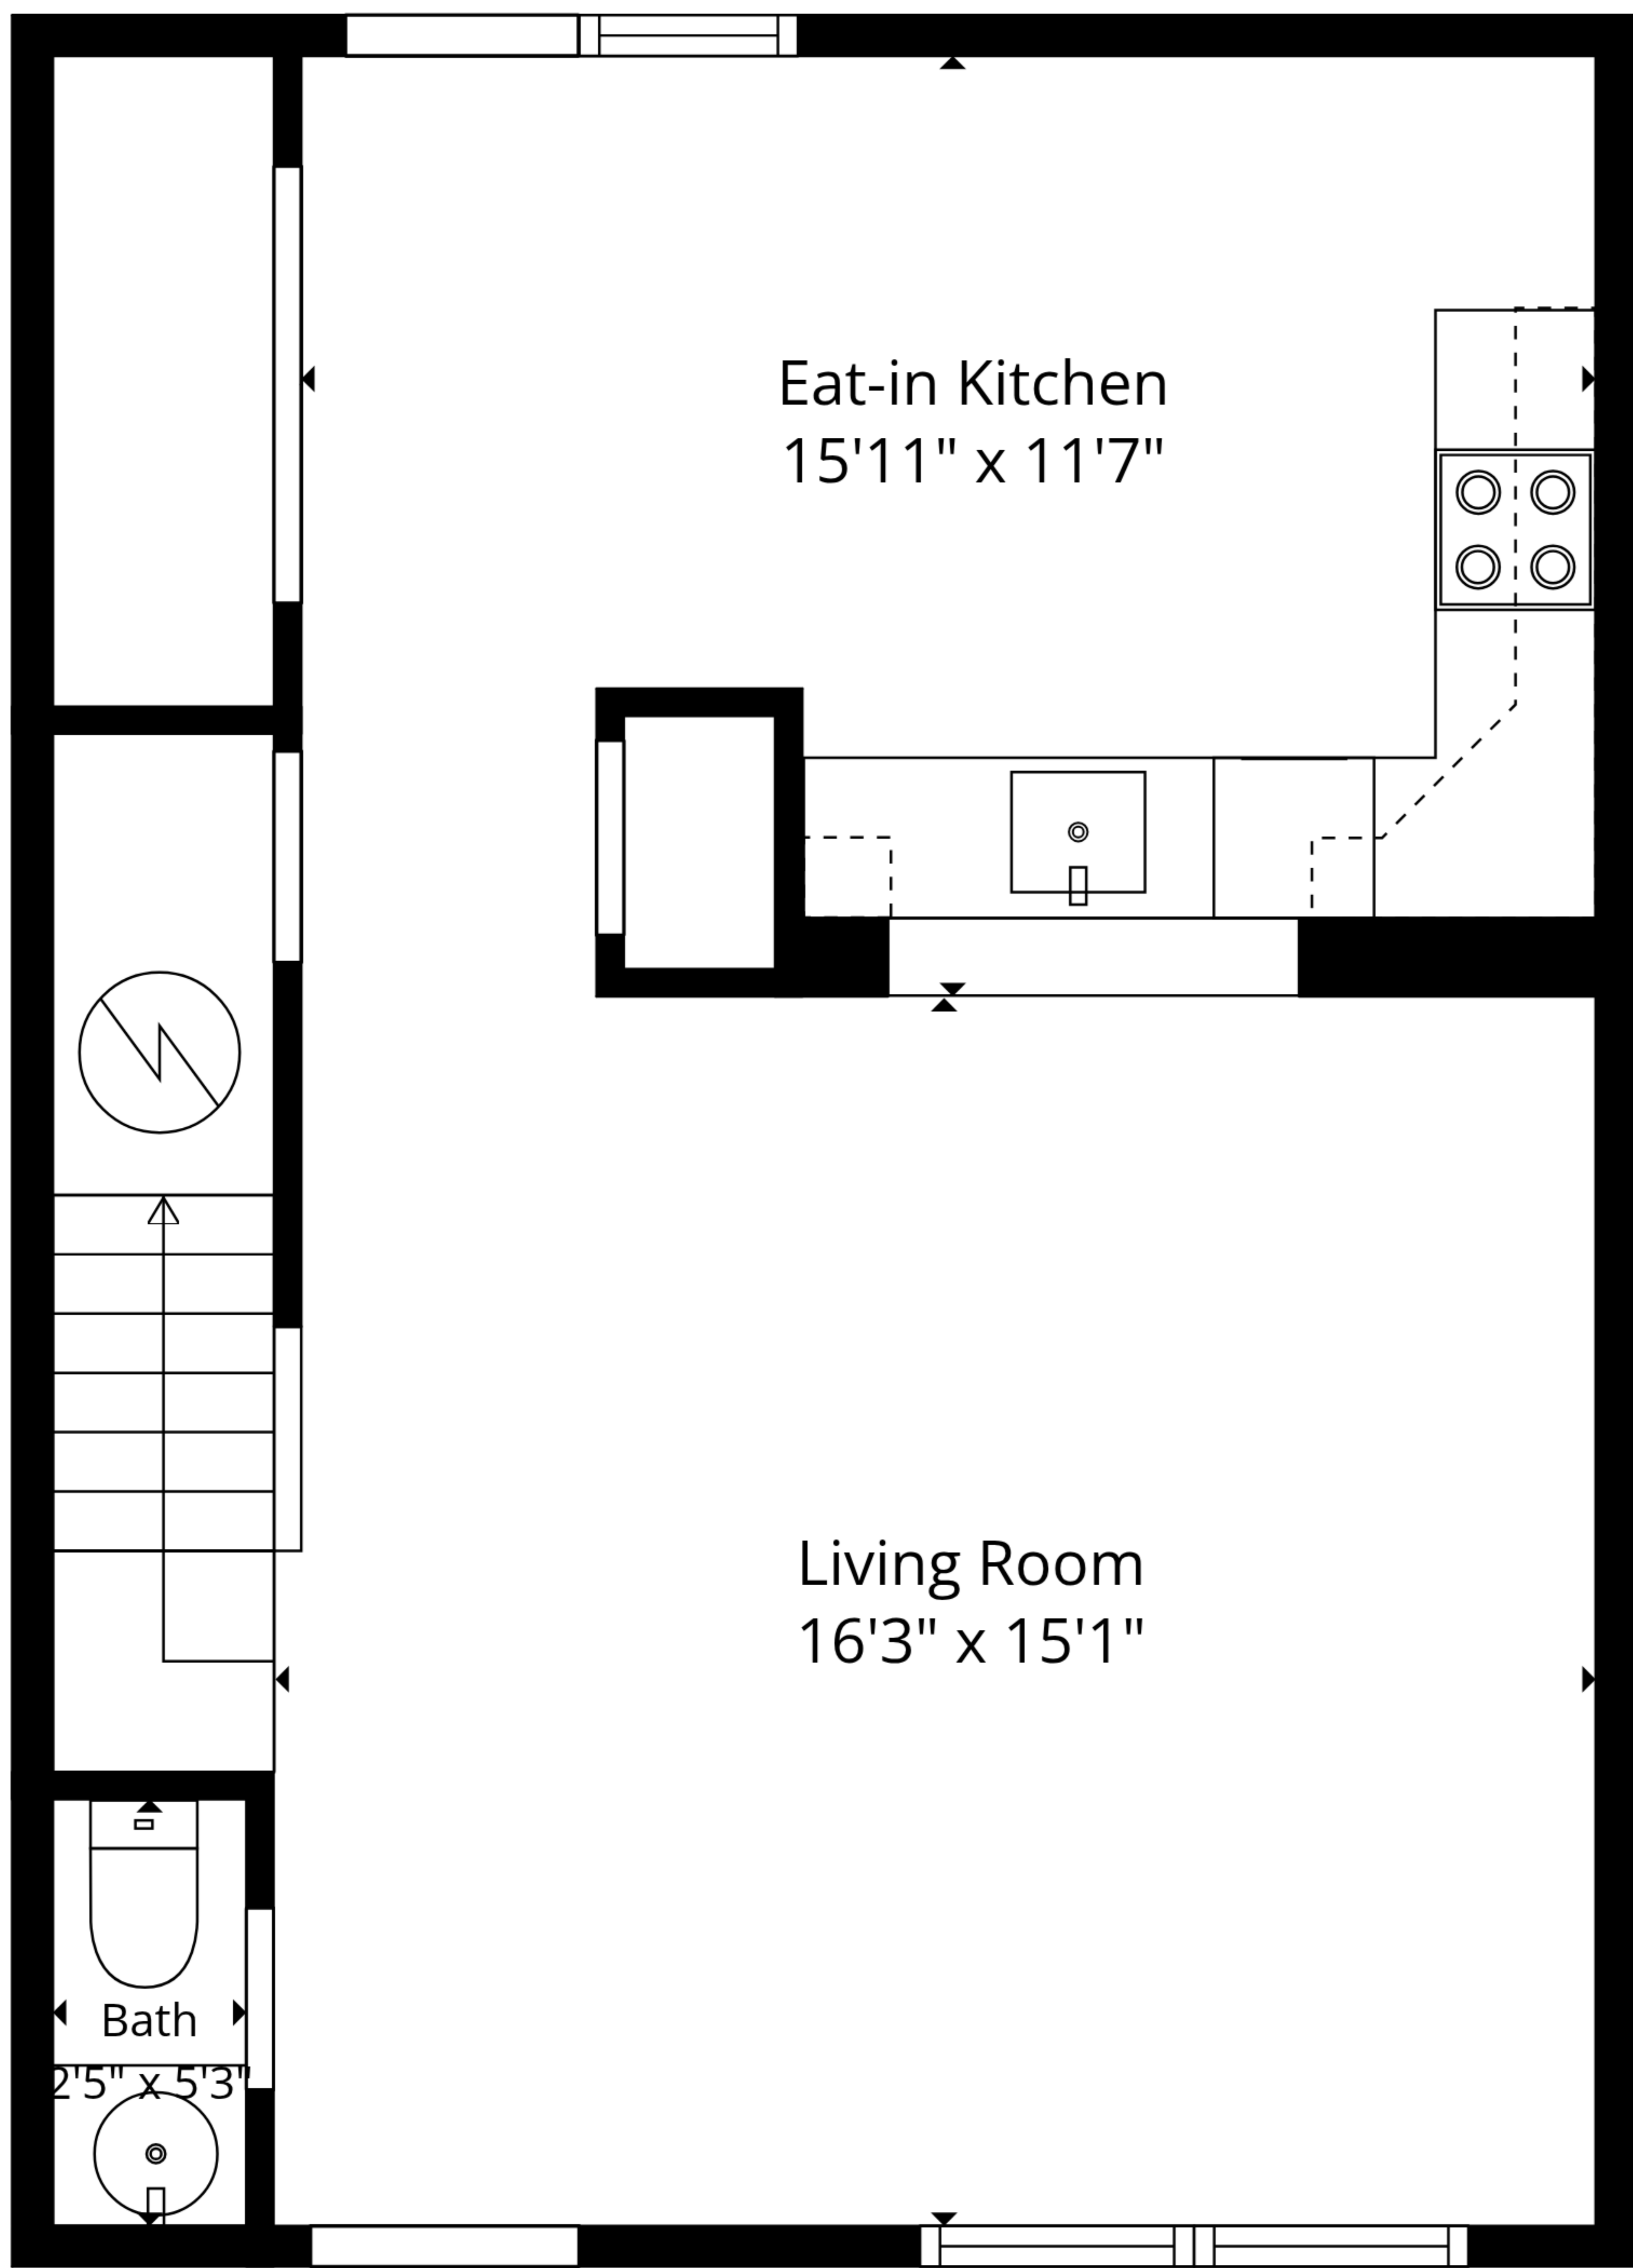 Eat-in Kitchen
15'11" x 11'7"
Living Room
16'3" x 15'1"
Bath
2'5" x 5'3"